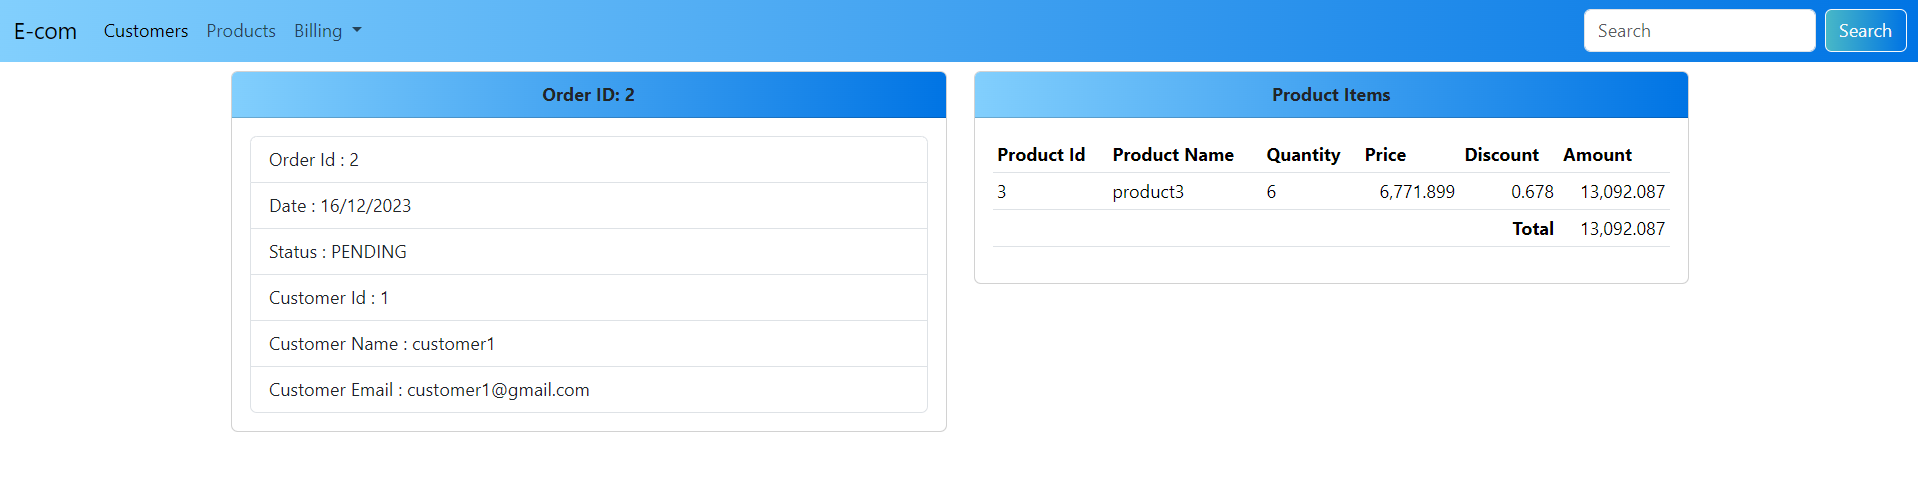 E-com Customers Products Billing Search Search
Order ID: 2
Order Id : 2
Date : 16/12/2023
Status : PENDING
Customer Id : 1
Customer Name : customer1
Customer Email : customer1@gmail.com
Product Items
Product Id Product Name Quantity Price Discount Amount
3 product3 6 6,771.899 0.678 13,092.087
Total 13,092.087